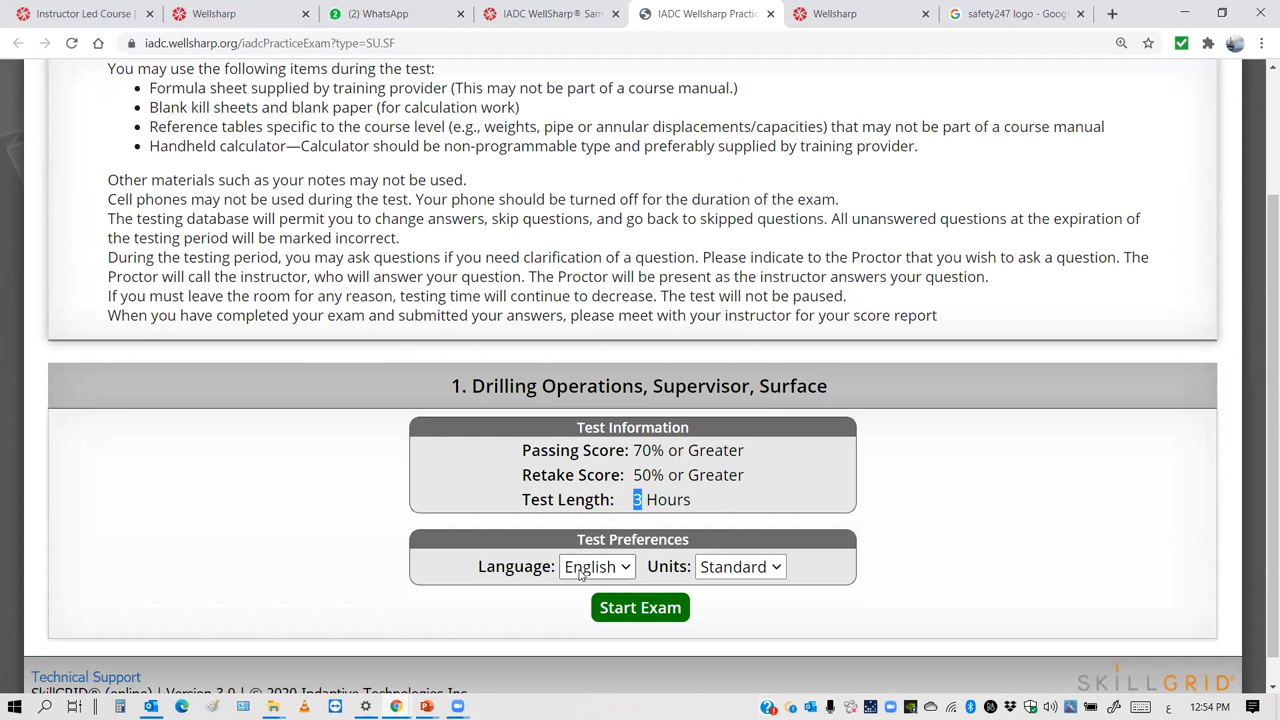 Instructor Led Course |
Wellsharp
(2) WhatsApp
IADC WellSharp® Sam
IADC Wellsharp Practic
Wellsharp
safety247 logo - Goog
iadc.wellsharp.org/iadcPracticeExam?type=SU.SF
You may use the following items during the test:
• Formula sheet supplied by training provider (This may not be part of a course manual.)
• Blank kill sheets and blank paper (for calculation work)
• Reference tables specific to the course level (e.g., weights, pipe or annular displacements/capacities) that may not be part of a course manual
• Handheld calculator—Calculator should be non-programmable type and preferably supplied by training provider.
Other materials such as your notes may not be used.
Cell phones may not be used during the test. Your phone should be turned off for the duration of the exam.
The testing database will permit you to change answers, skip questions, and go back to skipped questions. All unanswered questions at the expiration of
the testing period will be marked incorrect.
During the testing period, you may ask questions if you need clarification of a question. Please indicate to the Proctor that you wish to ask a question. The
Proctor will call the instructor, who will answer your question. The Proctor will be present as the instructor answers your question.
If you must leave the room for any reason, testing time will continue to decrease. The test will not be paused.
When you have completed your exam and submitted your answers, please meet with your instructor for your score report
1. Drilling Operations, Supervisor, Surface
Test Information
Passing Score: 70% or Greater
Retake Score: 50% or Greater
Test Length: 3 Hours
Test Preferences
Language: English Units: Standard
Start Exam
Technical Support
SkillGRID® (online) | Version 3.0 | © 2020 Indaptive Technologies Inc
SKILLGRID
ع 12:54 PM